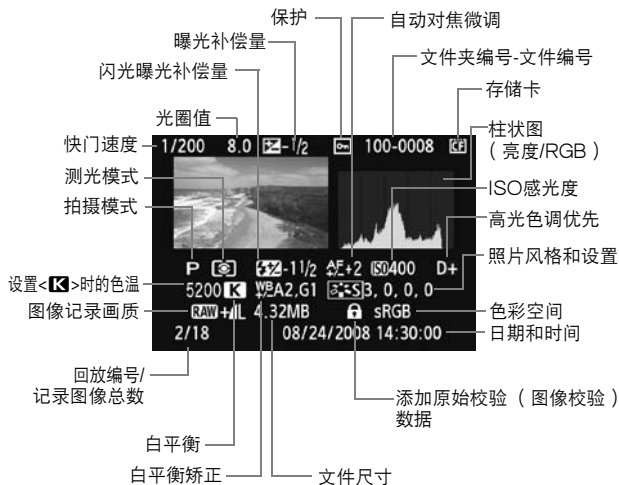 保护
曝光补偿量
自动对焦微调
闪光曝光补偿量
文件夹编号-文件编号
光圈值
存储卡
快门速度
1/200 8.0 -1/2 100-0008 CF
柱状图
（亮度/RGB）
测光模式
ISO感光度
拍摄模式
高光色调优先
P -1 1/2 AF+2 ISO400 D+
照片风格和设置
设置<K>时的色温
5200 K WB A2,G1 S 3, 0, 0, 0
图像记录画质
RAW+L 4.32MB sRGB
色彩空间
2/18 08/24/2008 14:30:00
日期和时间
回放编号/
记录图像总数
添加原始校验（图像校验）
数据
白平衡
白平衡矫正
文件尺寸